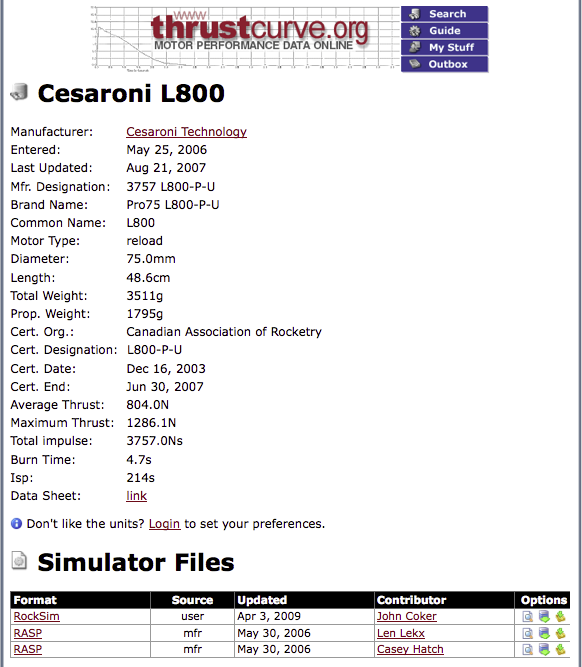 www
thrustcurve.org
MOTOR PERFORMANCE DATA ONLINE
Search
Guide
My Stuff
Outbox
Cesaroni L800
Manufacturer: Cesaroni Technology
Entered: May 25, 2006
Last Updated: Aug 21, 2007
Mfr. Designation: 3757 L800-P-U
Brand Name: Pro75 L800-P-U
Common Name: L800
Motor Type: reload
Diameter: 75.0mm
Length: 48.6cm
Total Weight: 3511g
Prop. Weight: 1795g
Cert. Org.: Canadian Association of Rocketry
Cert. Designation: L800-P-U
Cert. Date: Dec 16, 2003
Cert. End: Jun 30, 2007
Average Thrust: 804.0N
Maximum Thrust: 1286.1N
Total impulse: 3757.0Ns
Burn Time: 4.7s
Isp: 214s
Data Sheet: link
Don't like the units? Login to set your preferences.
Simulator Files
Format Source Updated Contributor Options
RockSim user Apr 3, 2009 John Coker
RASP mfr May 30, 2006 Len Lekx
RASP mfr May 30, 2006 Casey Hatch